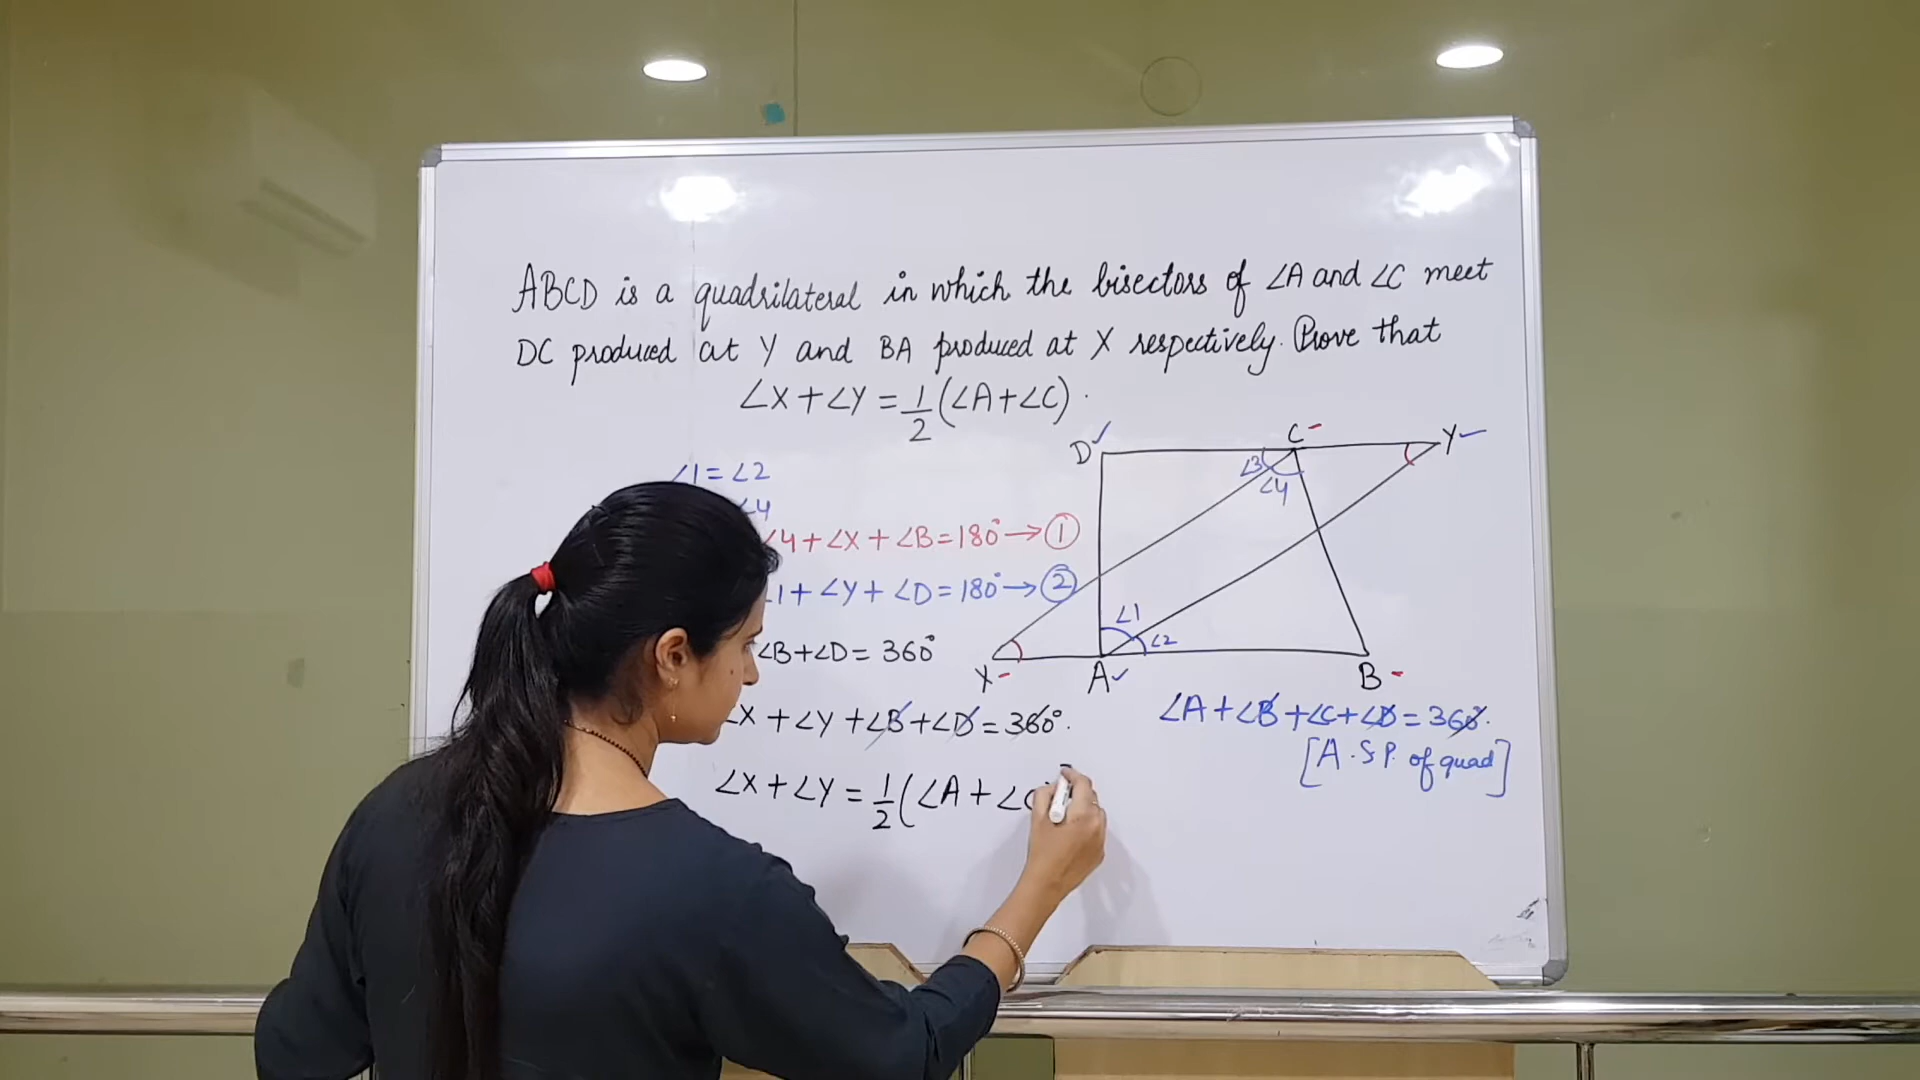 ABCD is a quadrilateral in which the bisectors of ∠A and ∠C meet
DC produced at Y and BA produced at X respectively. Prove that
∠X + ∠Y = 1/2 (∠A + ∠C).
∠1 = ∠2
∠4
∠4 + ∠X + ∠B = 180° → ①
∠1 + ∠Y + ∠D = 180° → ②
∠B + ∠D = 360°
∠X + ∠Y + ∠B + ∠D = 360°.
∠X + ∠Y = 1/2 (∠A + ∠C
D
C
Y
∠3
∠4
∠1
∠2
X
A
B
∠A + ∠B + ∠C + ∠D = 360°.
[A.S.P. of quad]